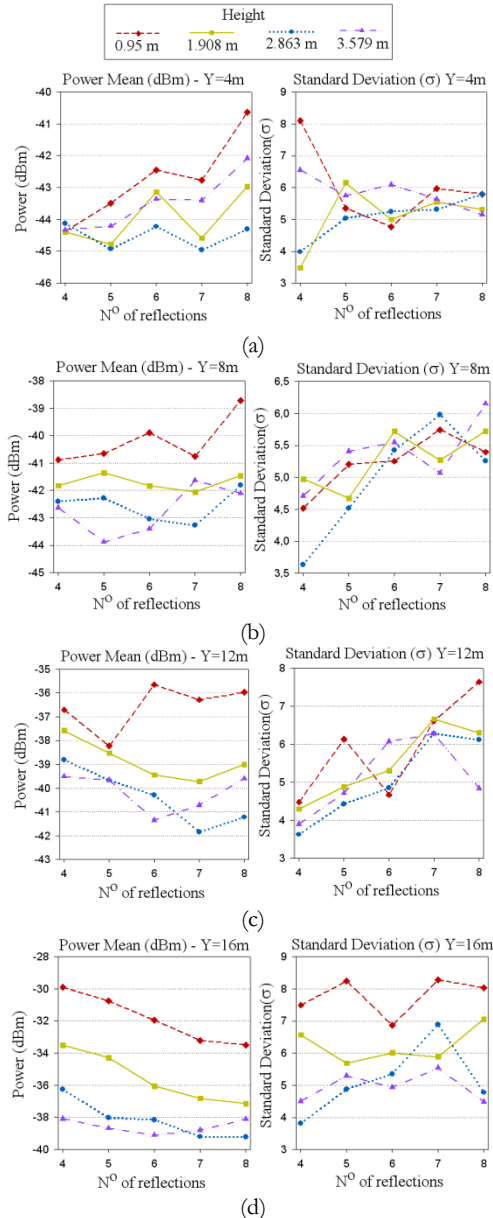 Height
0.95 m 1.908 m 2.863 m 3.579 m
Power Mean (dBm) - Y=4m
Power (dBm)
-40
-41
-42
-43
-44
-45
-46
4 5 6 7 8
Nº of reflections
Standard Deviation (σ) Y=4m
Standard Deviation(σ)
9
8
7
6
5
4
3
4 5 6 7 8
Nº of reflections
(a)
Power Mean (dBm) - Y=8m
Power (dBm)
-38
-39
-40
-41
-42
-43
-44
-45
4 5 6 7 8
Nº of reflections
Standard Deviation (σ) Y=8m
Standard Deviation(σ)
6,5
6,0
5,5
5,0
4,5
4,0
3,5
4 5 6 7 8
Nº of reflections
(b)
Power Mean (dBm) - Y=12m
Power (dBm)
-35
-36
-37
-38
-39
-40
-41
-42
-43
4 5 6 7 8
Nº of reflections
Standard Deviation (σ) Y=12m
Standard Deviation(σ)
8
7
6
5
4
3
4 5 6 7 8
Nº of reflections
(c)
Power Mean (dBm) - Y=16m
Power (dBm)
-28
-30
-32
-34
-36
-38
-40
4 5 6 7 8
Nº of reflections
Standard Deviation (σ) Y=16m
Standard Deviation(σ)
9
8
7
6
5
4
3
4 5 6 7 8
Nº of reflections
(d)